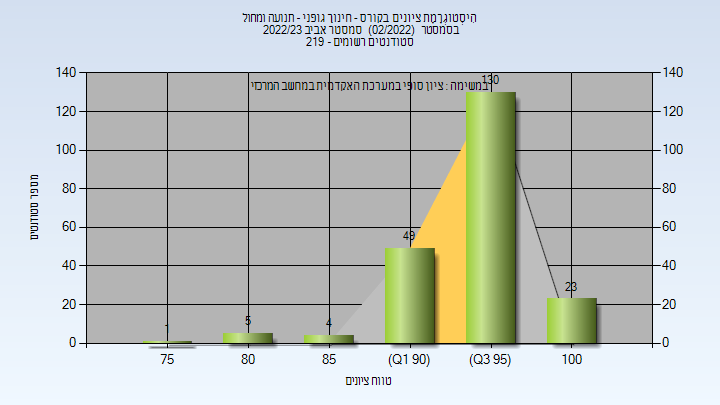 היסטוגרמת ציונים בקורס - חינוך גופני - תנועה ומחול
בסמסטר (02/2022) סמסטר אביב 2022/23
סטודנטים רשומים - 219
במשימה : ציון סופי במערכת האקדמית במחשב המרכזי
מספר סטודנטים
140 140
120 120
100 100
80 80
60 60
40 40
20 20
0 0
1 5 4 49 130 23
75 80 85 (Q1 90) (Q3 95) 100
טווח ציונים